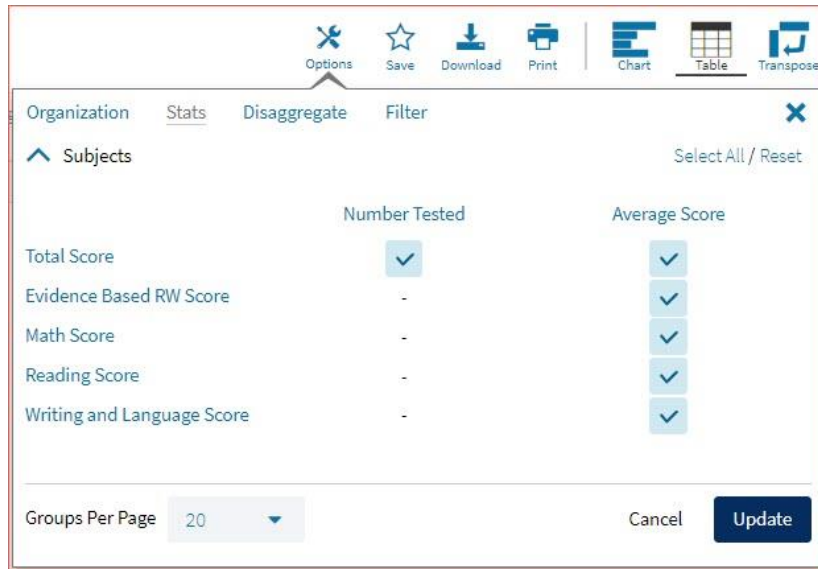 Options Save Download Print Chart Table Transpose
Organization Stats Disaggregate Filter
Subjects Select All / Reset
Number Tested Average Score
Total Score
Evidence Based RW Score -
Math Score -
Reading Score -
Writing and Language Score -
Groups Per Page 20 Cancel Update